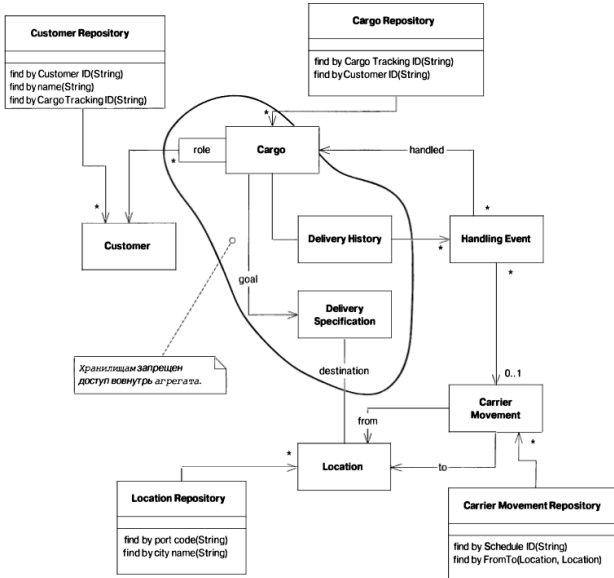 Customer Repository
find by Customer ID(String)
find by name(String)
find by Cargo Tracking ID(String)
Cargo Repository
find by Cargo Tracking ID(String)
find by Customer ID(String)
*
role
*
Cargo
handled
*
*
Customer
Delivery History
*
Handling Event
*
goal
Delivery
Specification
Хранилищам запрещен
доступ вовнутрь агрегата.
destination
0..1
Carrier
Movement
from
*
*
Location
to
Location Repository
find by port code(String)
find by city name(String)
Carrier Movement Repository
find by Schedule ID(String)
find by FromTo(Location, Location)